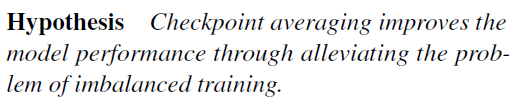 Hypothesis Checkpoint averaging improves the
model performance through alleviating the prob-
lem of imbalanced training.